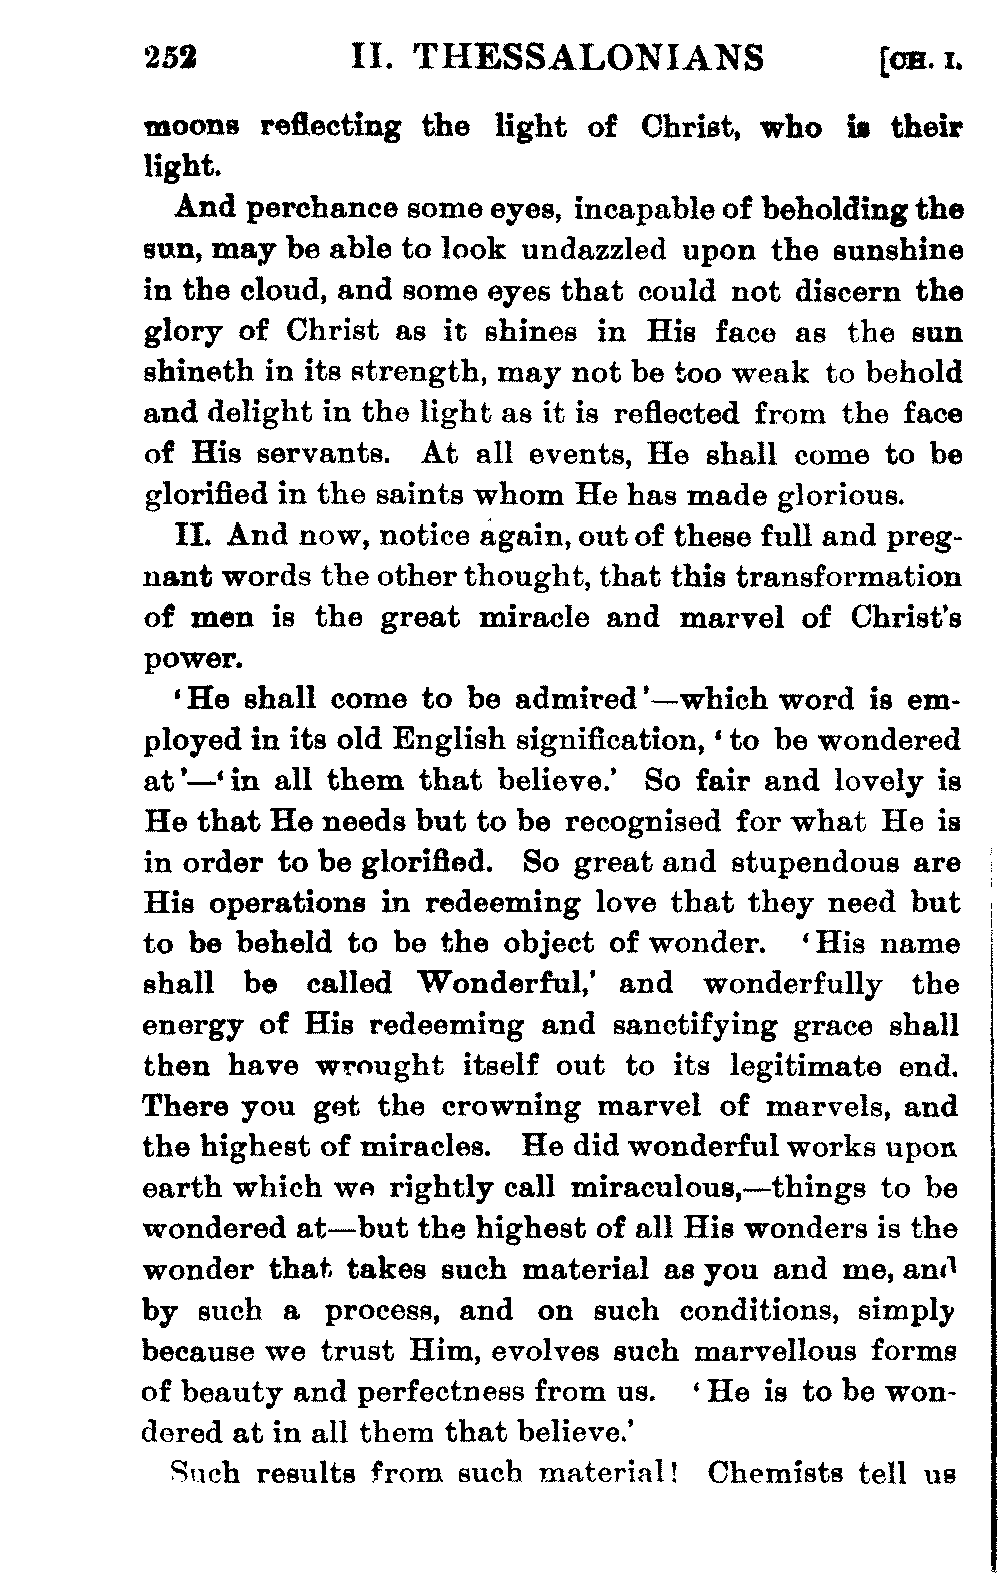 252 II. THESSALONIANS [CH. I.
moons reflecting the light of Christ, who is their
light.
And perchance some eyes, incapable of beholding the
sun, may be able to look undazzled upon the sunshine
in the cloud, and some eyes that could not discern the
glory of Christ as it shines in His face as the sun
shineth in its strength, may not be too weak to behold
and delight in the light as it is reflected from the face
of His servants. At all events, He shall come to be
glorified in the saints whom He has made glorious.
II. And now, notice again, out of these full and preg-
nant words the other thought, that this transformation
of men is the great miracle and marvel of Christ's
power.
‘He shall come to be admired’—which word is em-
ployed in its old English signification, ‘to be wondered
at’—‘in all them that believe.’ So fair and lovely is
He that He needs but to be recognised for what He is
in order to be glorified. So great and stupendous are
His operations in redeeming love that they need but
to be beheld to be the object of wonder. ‘His name
shall be called Wonderful,’ and wonderfully the
energy of His redeeming and sanctifying grace shall
then have wrought itself out to its legitimate end.
There you get the crowning marvel of marvels, and
the highest of miracles. He did wonderful works upon
earth which we rightly call miraculous,—things to be
wondered at—but the highest of all His wonders is the
wonder that takes such material as you and me, and
by such a process, and on such conditions, simply
because we trust Him, evolves such marvellous forms
of beauty and perfectness from us. ‘He is to be won-
dered at in all them that believe.’
Such results from such material! Chemists tell us